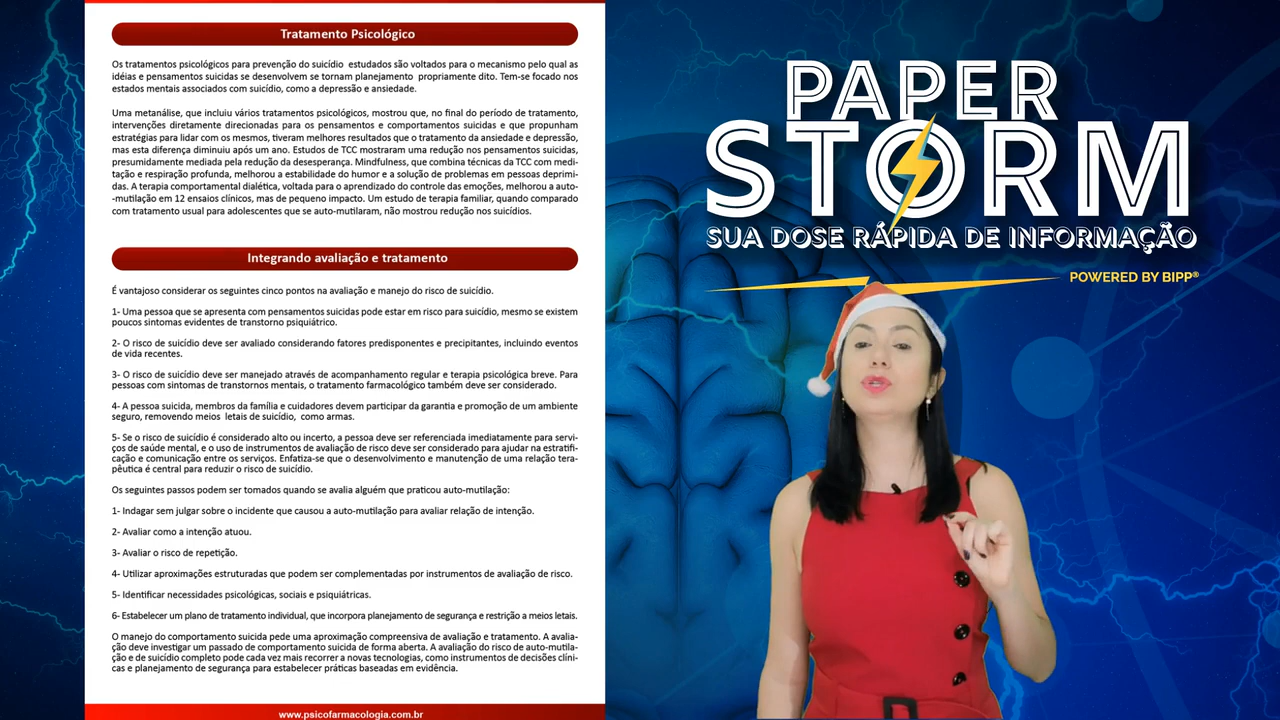 Tratamento Psicológico
Os tratamentos psicológicos para prevenção do suicídio estudados são voltados para o mecanismo pelo qual as
idéias e pensamentos suicidas se desenvolvem se tornam planejamento propriamente dito. Tem-se focado nos
estados mentais associados com suicídio, como a depressão e ansiedade.
Uma metanálise, que incluiu vários tratamentos psicológicos, mostrou que, no final do período de tratamento,
intervenções diretamente direcionadas para os pensamentos e comportamentos suicidas e que propunham
estratégias para lidar com os mesmos, tiveram melhores resultados que o tratamento da ansiedade e depressão,
mas esta diferença diminuiu após um ano. Estudos de TCC mostraram uma redução nos pensamentos suicidas,
presumidamente mediada pela redução da desesperança. Mindfulness, que combina técnicas da TCC com medi-
tação e respiração profunda, melhorou a estabilidade do humor e a solução de problemas em pessoas deprimi-
das. A terapia comportamental dialética, voltada para o aprendizado do controle das emoções, melhorou a auto-
-mutilação em 12 ensaios clínicos, mas de pequeno impacto. Um estudo de terapia familiar, quando comparado
com tratamento usual para adolescentes que se auto-mutilaram, não mostrou redução nos suicídios.
Integrando avaliação e tratamento
É vantajoso considerar os seguintes cinco pontos na avaliação e manejo do risco de suicídio.
1- Uma pessoa que se apresenta com pensamentos suicidas pode estar em risco para suicídio, mesmo se existem
poucos sintomas evidentes de transtorno psiquiátrico.
2- O risco de suicídio deve ser avaliado considerando fatores predisponentes e precipitantes, incluindo eventos
de vida recentes.
3- O risco de suicídio deve ser manejado através de acompanhamento regular e terapia psicológica breve. Para
pessoas com sintomas de transtornos mentais, o tratamento farmacológico também deve ser considerado.
4- A pessoa suicida, membros da família e cuidadores devem participar da garantia e promoção de um ambiente
seguro, removendo meios letais de suicídio, como armas.
5- Se o risco de suicídio é considerado alto ou incerto, a pessoa deve ser referenciada imediatamente para servi-
ços de saúde mental, e o uso de instrumentos de avaliação de risco deve ser considerado para ajudar na estratifi-
cação e comunicação entre os serviços. Enfatiza-se que o desenvolvimento e manutenção de uma relação tera-
pêutica é central para reduzir o risco de suicídio.
Os seguintes passos podem ser tomados quando se avalia alguém que praticou auto-mutilação:
1- Indagar sem julgar sobre o incidente que causou a auto-mutilação para avaliar relação de intenção.
2- Avaliar como a intenção atuou.
3- Avaliar o risco de repetição.
4- Utilizar aproximações estruturadas que podem ser complementadas por instrumentos de avaliação de risco.
5- Identificar necessidades psicológicas, sociais e psiquiátricas.
6- Estabelecer um plano de tratamento individual, que incorpora planejamento de segurança e restrição a meios letais.
O manejo do comportamento suicida pede uma aproximação compreensiva de avaliação e tratamento. A avalia-
ção deve investigar um passado de comportamento suicida de forma aberta. A avaliação do risco de auto-mutila-
ção e de suicídio completo pode cada vez mais recorrer a novas tecnologias, como instrumentos de decisões clíni-
cas e planejamento de segurança para estabelecer práticas baseadas em evidência.
www.psicofarmacologia.com.br
PAPER
STORM
SUA DOSE RÁPIDA DE INFORMAÇÃO
POWERED BY BIPP®